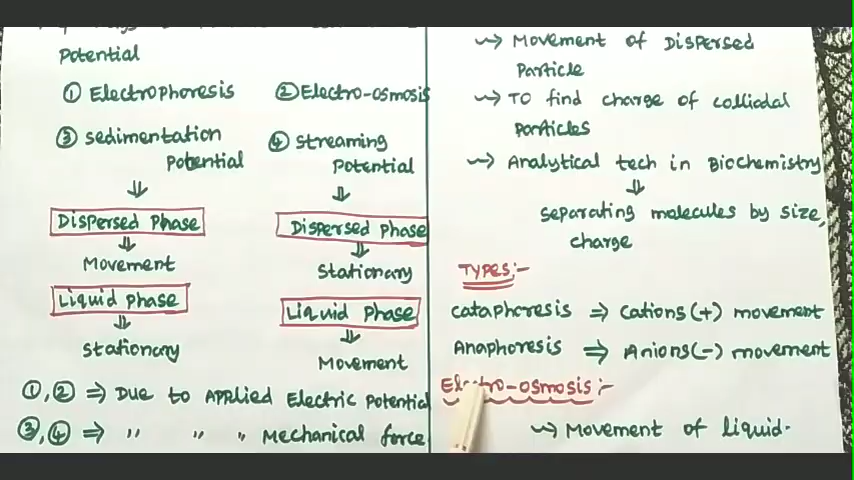 Potential
① Electrophoresis ② Electro-osmosis
③ sedimentation Potential
④ streaming Potential
⇓ ⇓
Dispersed Phase
⇓
Movement
Liquid phase
⇓
Stationary
Dispersed phase
⇓
Stationary
Liquid Phase
⇓
Movement
①,② ⇒ Due to Applied Electric Potential
③,④ ⇒ " " " Mechanical force
↝ Movement of Dispersed
Particle
↝ To find charge of colliadal
particles
↝ Analytical tech in Biochemistry
⇓
separating molecules by size,
charge
Types:-
cataphoresis ⇒ Cations(+) movement
Anaphoresis ⇒ Anions(-) movement
Electro-osmosis:-
↝ Movement of liquid.